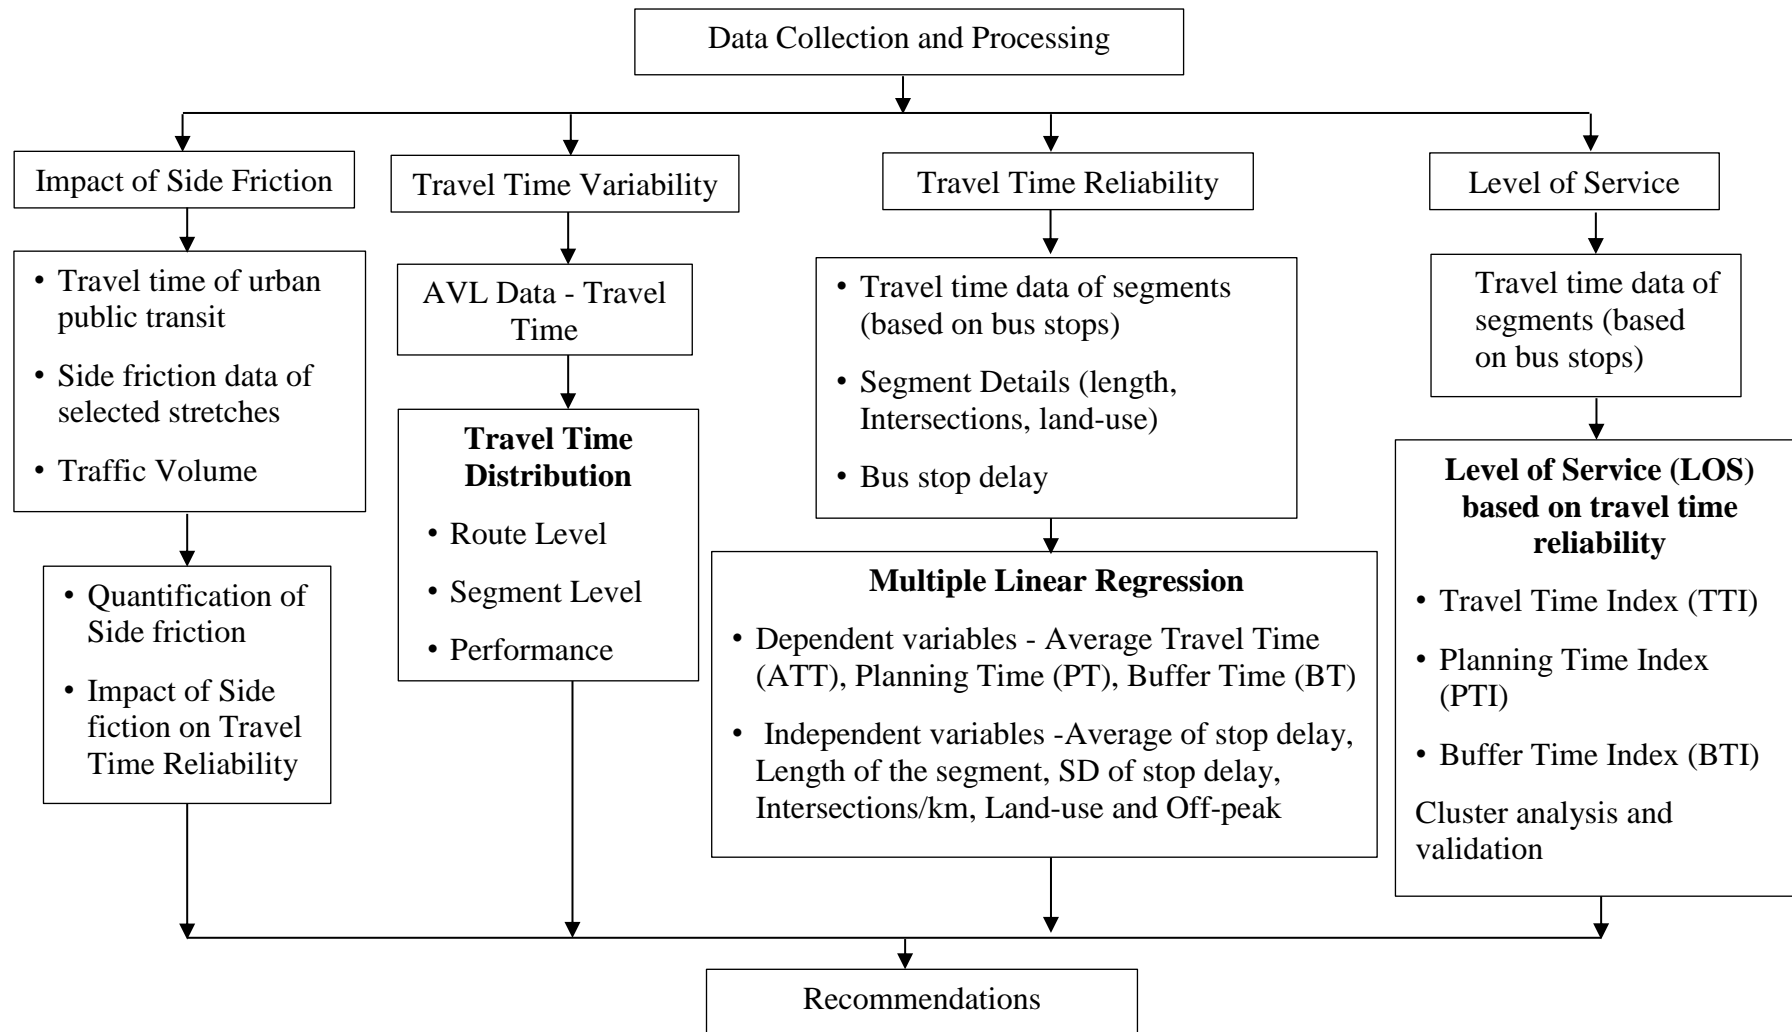 Data Collection and Processing
Impact of Side Friction
Travel Time Variability
Travel Time Reliability
Level of Service
• Travel time of urban
public transit
• Side friction data of
selected stretches
• Traffic Volume
AVL Data - Travel
Time
• Travel time data of segments
(based on bus stops)
• Segment Details (length,
Intersections, land-use)
• Bus stop delay
Travel time data of
segments (based
on bus stops)
• Quantification of
Side friction
• Impact of Side
fiction on Travel
Time Reliability
Travel Time
Distribution
• Route Level
• Segment Level
• Performance
Multiple Linear Regression
• Dependent variables - Average Travel Time
(ATT), Planning Time (PT), Buffer Time (BT)
• Independent variables -Average of stop delay,
Length of the segment, SD of stop delay,
Intersections/km, Land-use and Off-peak
Level of Service (LOS)
based on travel time
reliability
• Travel Time Index (TTI)
• Planning Time Index
(PTI)
• Buffer Time Index (BTI)
Cluster analysis and
validation
Recommendations